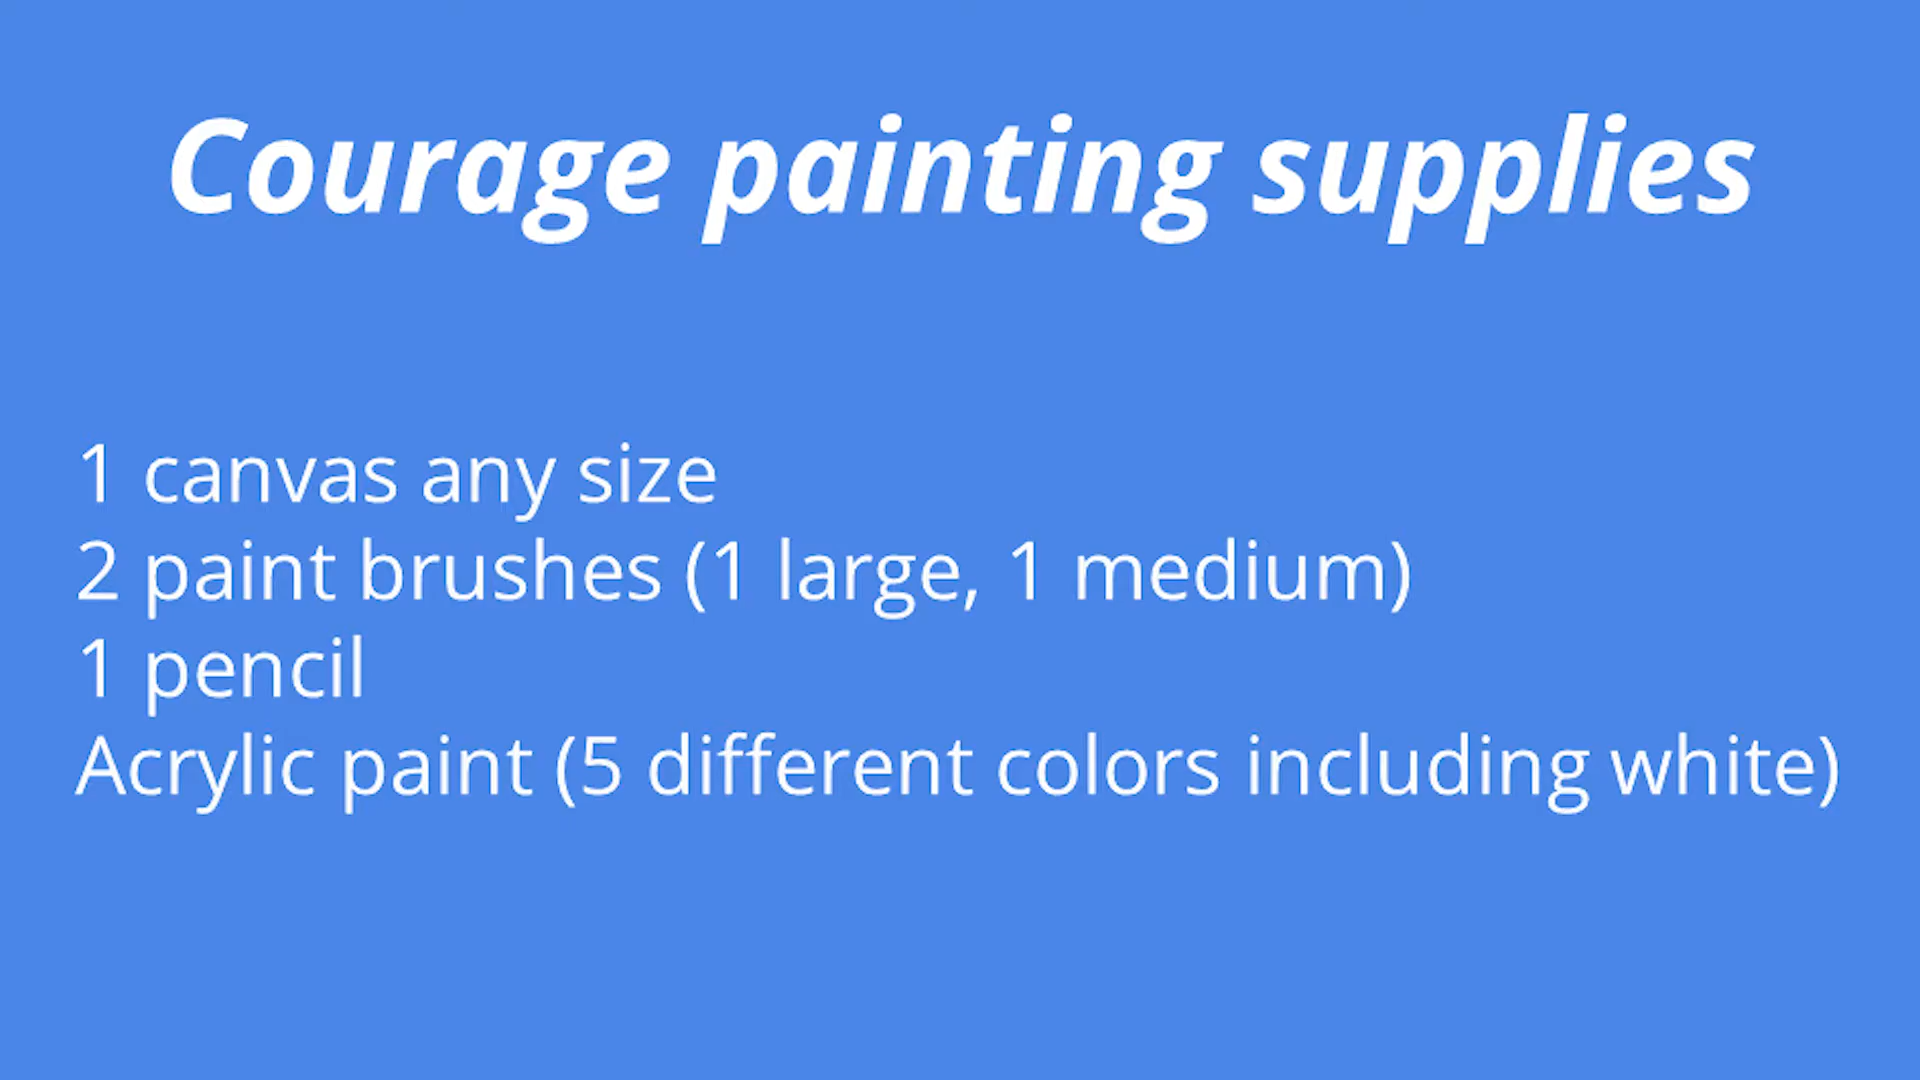 Courage painting supplies
1 canvas any size
2 paint brushes (1 large, 1 medium)
1 pencil
Acrylic paint (5 different colors including white)